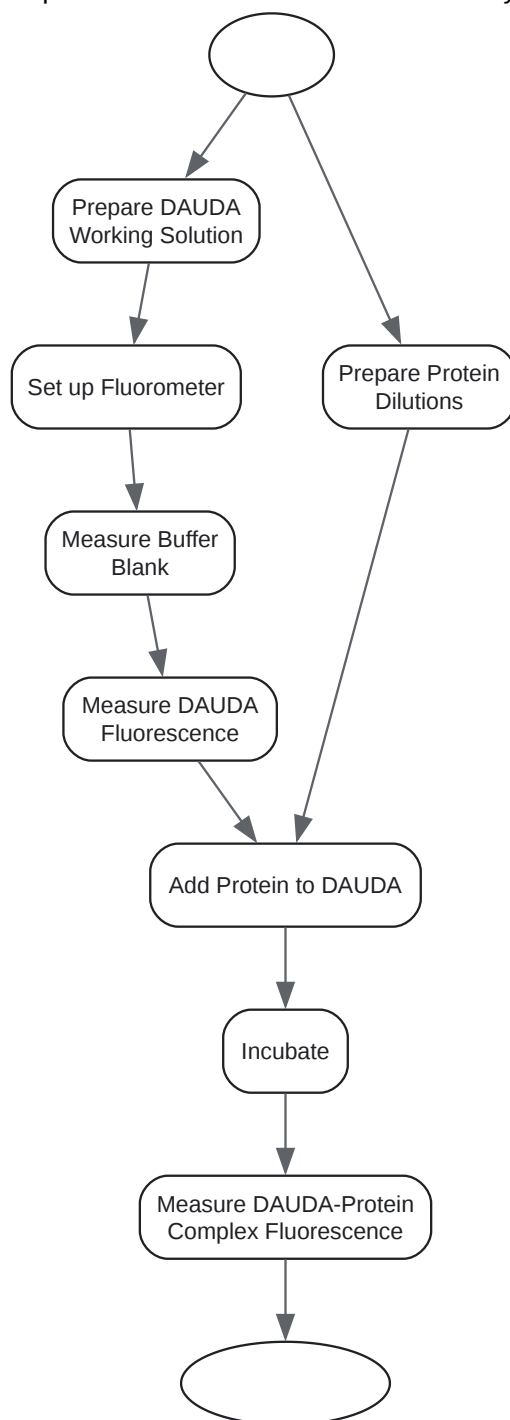 Prepare DAUDA
Working Solution
Set up Fluorometer
Prepare Protein
Dilutions
Measure Buffer
Blank
Measure DAUDA
Fluorescence
Add Protein to DAUDA
Incubate
Measure DAUDA-Protein
Complex Fluorescence